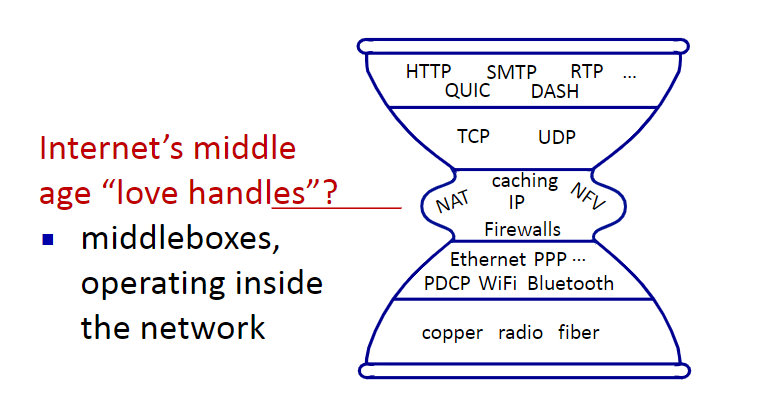 Internet’s middle
age “love handles”?
middleboxes,
operating inside
the network
HTTP SMTP RTP ...
QUIC DASH
TCP UDP
caching
NAT IP NFV
Firewalls
Ethernet PPP ...
PDCP WiFi Bluetooth
copper radio fiber